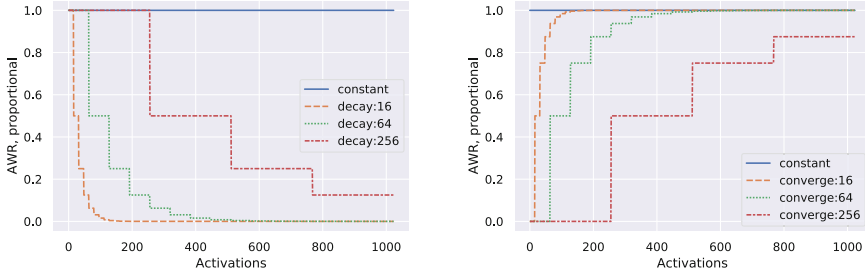 AWR, proportional
1.0
0.8
0.6
0.4
0.2
0.0
constant
decay:16
decay:64
decay:256
0 200 400 600 800 1000
Activations
AWR, proportional
1.0
0.8
0.6
0.4
0.2
0.0
constant
converge:16
converge:64
converge:256
0 200 400 600 800 1000
Activations